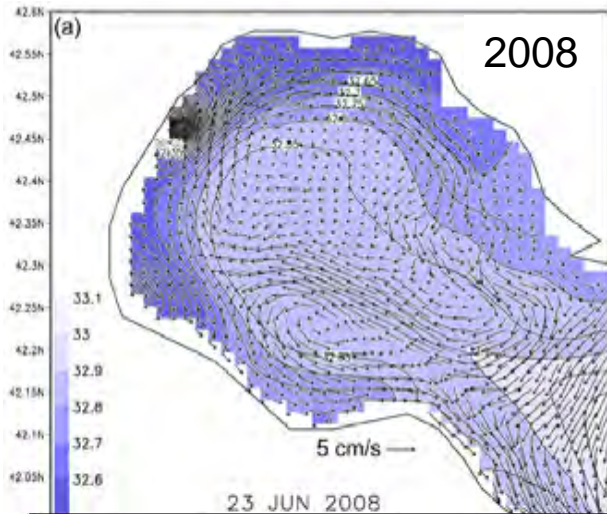 42.6N
(a)
2008
42.55N
42.5N
42.45N
42.4N
42.35N
42.3N
42.25N
42.2N
42.15N
42.1N
42.05N
33.1
33
32.9
32.8
32.7
32.6
5 cm/s
23 JUN 2008